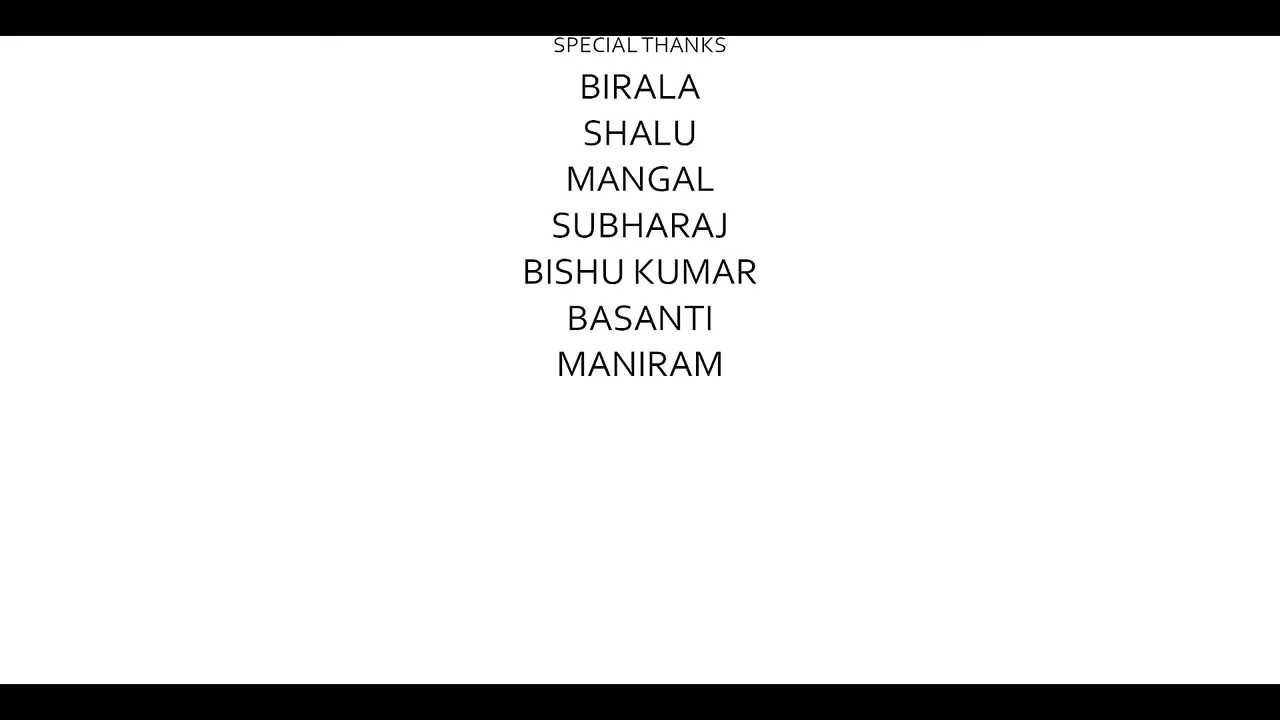 SPECIAL THANKS
BIRALA
SHALU
MANGAL
SUBHARAJ
BISHU KUMAR
BASANTI
MANIRAM